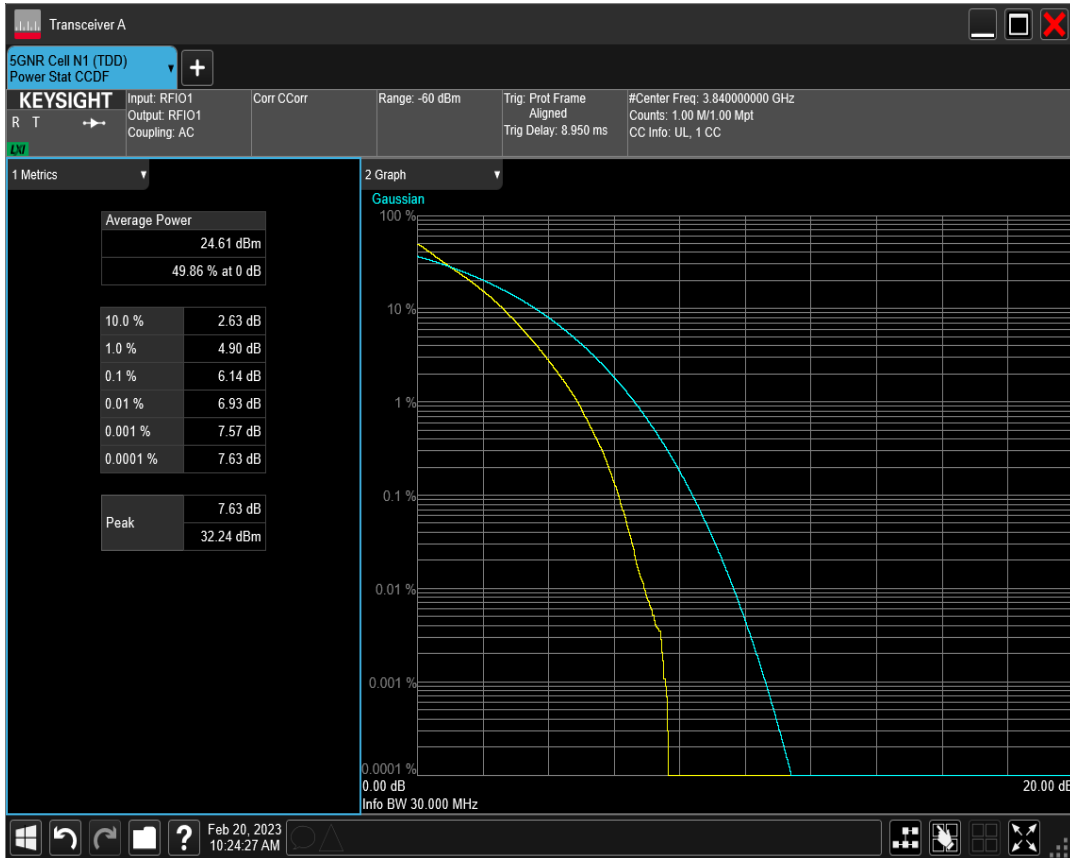 Transceiver A
5GNR Cell N1 (TDD)
Power Stat CCDF
+
KEYSIGHT
R T
LXI
Input: RFIO1
Output: RFIO1
Coupling: AC
Corr CCorr
Range: -60 dBm
Trig: Prot Frame
Aligned
Trig Delay: 8.950 ms
#Center Freq: 3.840000000 GHz
Counts: 1.00 M/1.00 Mpt
CC Info: UL, 1 CC
1 Metrics
Average Power
24.61 dBm
49.86 % at 0 dB
10.0 % 2.63 dB
1.0 % 4.90 dB
0.1 % 6.14 dB
0.01 % 6.93 dB
0.001 % 7.57 dB
0.0001 % 7.63 dB
Peak 7.63 dB
32.24 dBm
2 Graph
Gaussian
100 %
10 %
1 %
0.1 %
0.01 %
0.001 %
0.0001 %
0.00 dB 20.00 dB
Info BW 30.000 MHz
?
Feb 20, 2023
10:24:27 AM